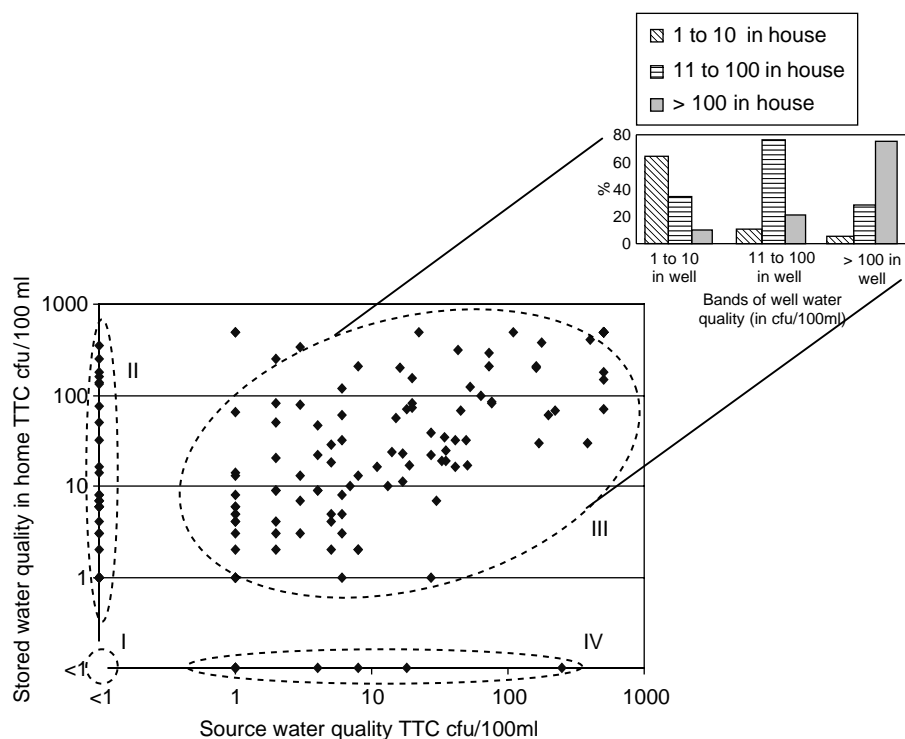 1 to 10 in house
11 to 100 in house
> 100 in house
80
60
40
20
0
%
1 to 10
in well
11 to 100
in well
> 100 in
well
Bands of well water
quality (in cfu/100ml)
1000
100
10
1
<1
Stored water quality in home TTC cfu/100 ml
II
III
I
IV
<1
1
10
100
1000
Source water quality TTC cfu/100ml